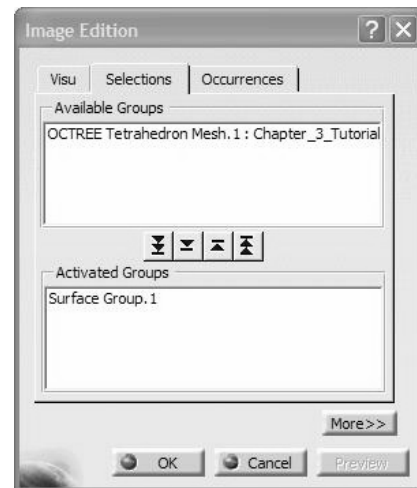 Image Edition
Visu Selections Occurrences
Available Groups
OCTREE Tetrahedron Mesh.1 : Chapter_3_Tutorial
Activated Groups
Surface Group.1
More>>
OK Cancel Preview